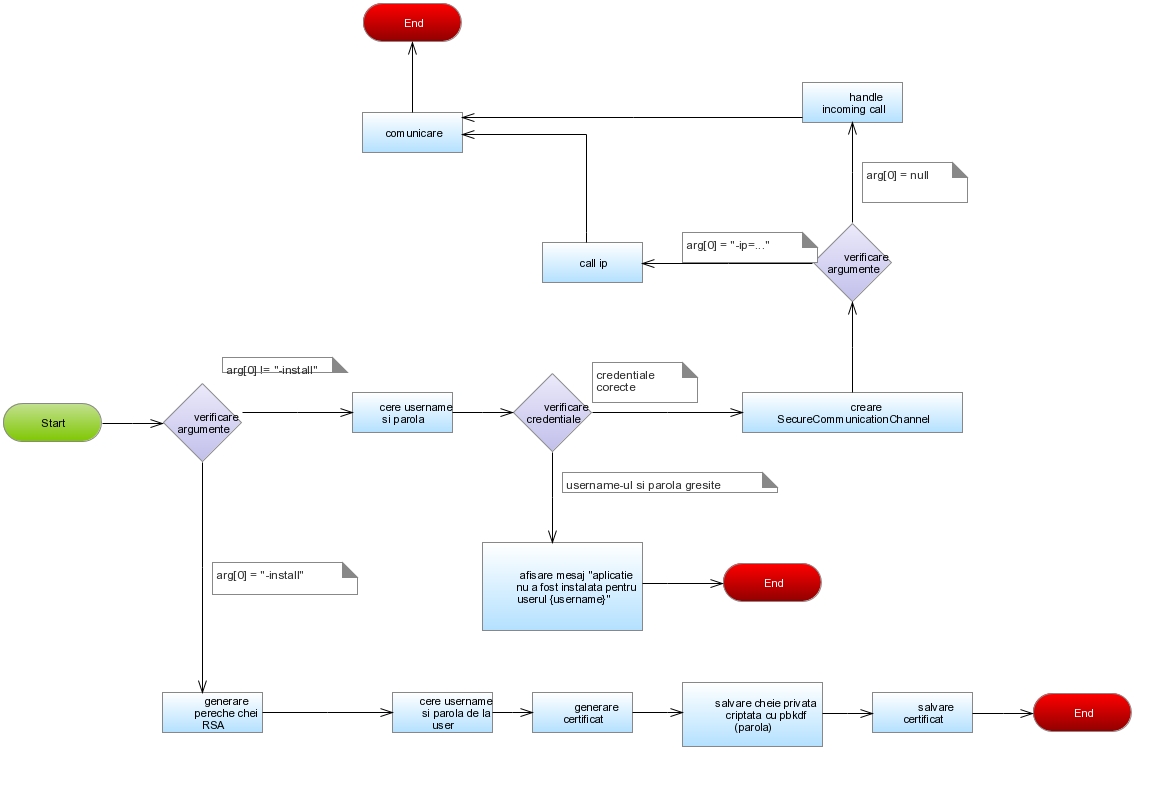 End
handle
incoming call
comunicare
arg[0] = null
arg[0] = "-ip=..."
call ip
verificare
argumente
arg[0] != "-install"
credentiale
corecte
Start
verificare
argumente
cere username
si parola
verificare
credentiale
creare
SecureCommunicationChannel
username-ul si parola gresite
arg[0] = "-install"
afisare mesaj "aplicatie
nu a fost instalata pentru
userul {username}"
End
generare
pereche chei
RSA
cere username
si parola de la
user
generare
certificat
salvare cheie privata
criptata cu pbkdf
(parola)
salvare
certificat
End